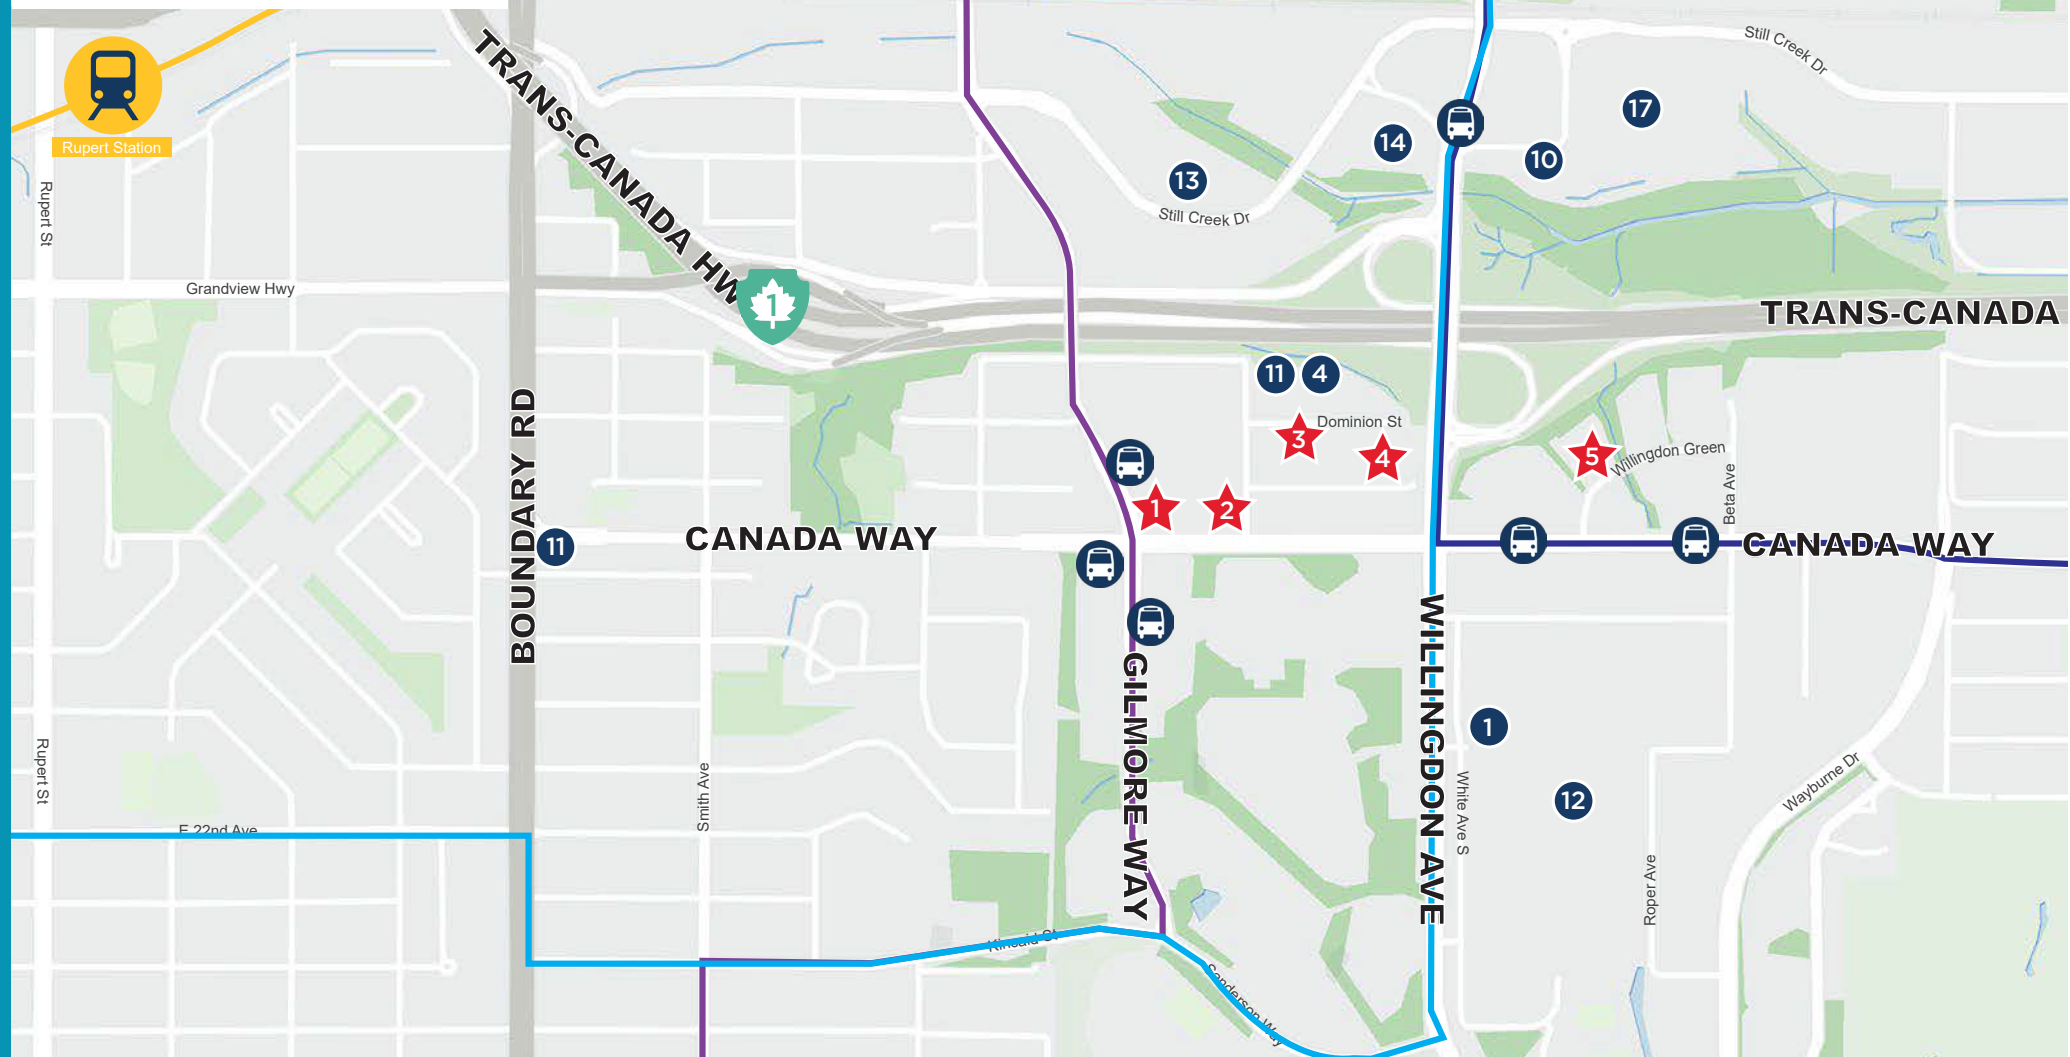 Still Creek Dr
TRANS-CANADA HW
17
14
10
Rupert Station
13
Rupert St
Still Creek Dr
Grandview Hwy
1
TRANS-CANADA
11
4
Dominion St
3
4
5
Willingdon Green
Beta Ave
BOUNDARY RD
1
2
11
CANADA WAY
CANADA WAY
WILLINGDON AVE
GILMORE WAY
1
Rupert St
Smith Ave
White Ave S
12
Wayburne Dr
E 22nd Ave
Roper Ave
Kinsaid St
Sanderson Way